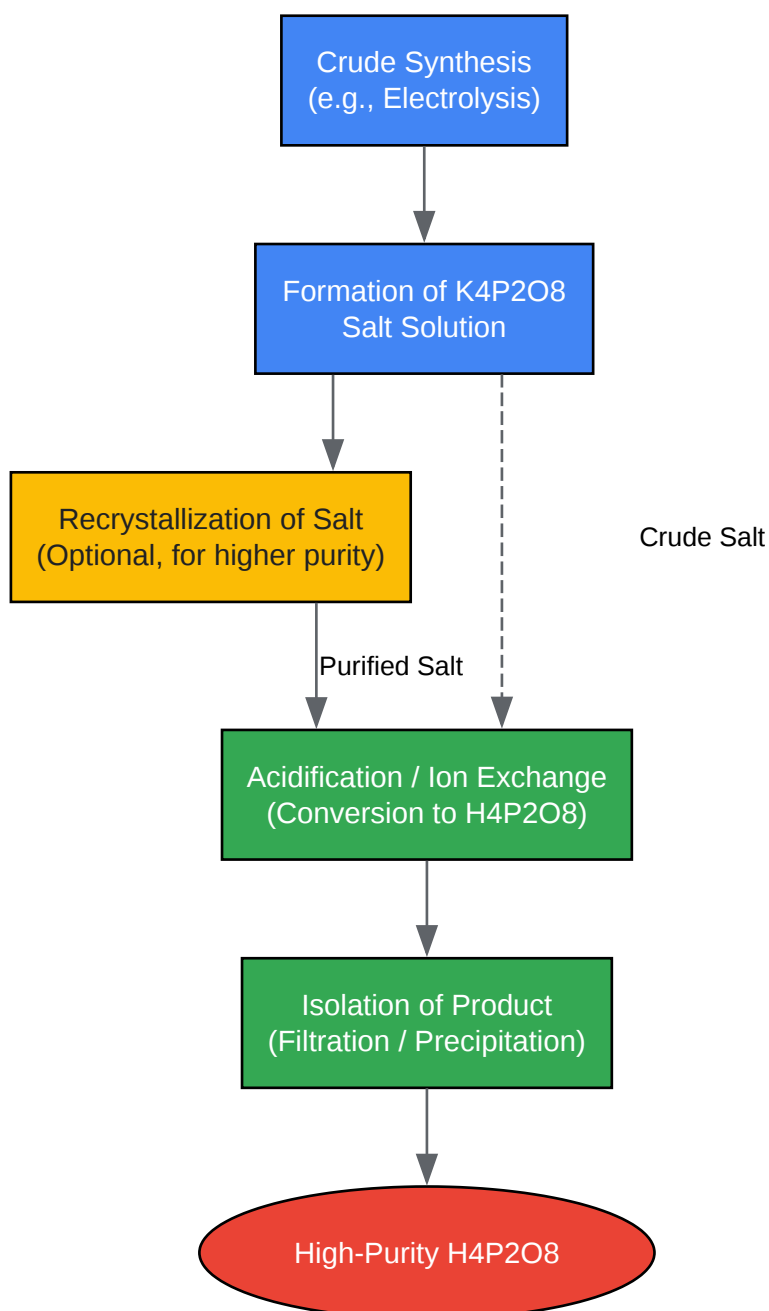 Crude Synthesis
(e.g., Electrolysis)
Formation of K4P2O8
Salt Solution
Recrystallization of Salt
(Optional, for higher purity)
Crude Salt
Purified Salt
Acidification / Ion Exchange
(Conversion to H4P2O8)
Isolation of Product
(Filtration / Precipitation)
High-Purity H4P2O8